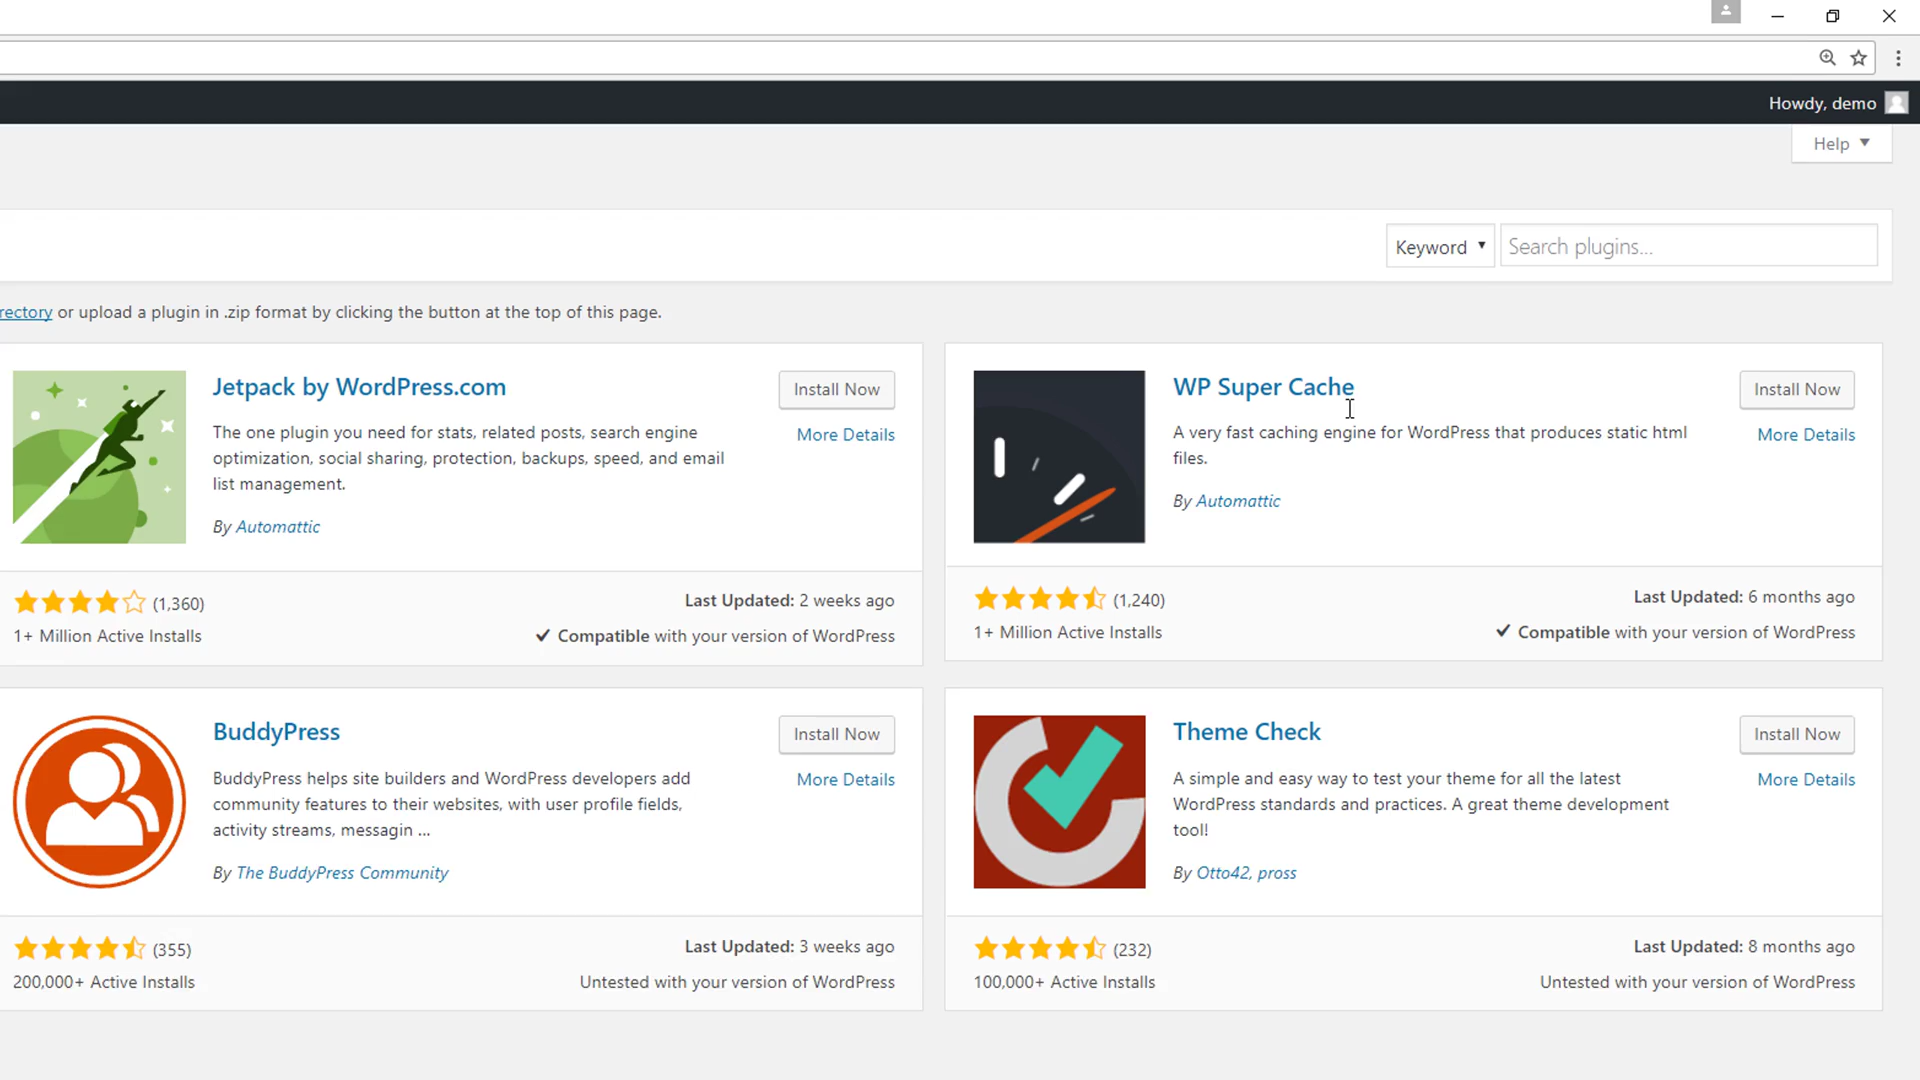 Howdy, demo
Help
Keyword
Search plugins...
rectory or upload a plugin in .zip format by clicking the button at the top of this page.
Jetpack by WordPress.com
Install Now
The one plugin you need for stats, related posts, search engine
More Details
optimization, social sharing, protection, backups, speed, and email
list management.
By Automattic
(1,360)
Last Updated: 2 weeks ago
1+ Million Active Installs
Compatible with your version of WordPress
WP Super Cache
Install Now
A very fast caching engine for WordPress that produces static html
More Details
files.
By Automattic
(1,240)
Last Updated: 6 months ago
1+ Million Active Installs
Compatible with your version of WordPress
BuddyPress
Install Now
BuddyPress helps site builders and WordPress developers add
More Details
community features to their websites, with user profile fields,
activity streams, messagin ...
By The BuddyPress Community
(355)
Last Updated: 3 weeks ago
200,000+ Active Installs
Untested with your version of WordPress
Theme Check
Install Now
A simple and easy way to test your theme for all the latest
More Details
WordPress standards and practices. A great theme development
tool!
By Otto42, pross
(232)
Last Updated: 8 months ago
100,000+ Active Installs
Untested with your version of WordPress